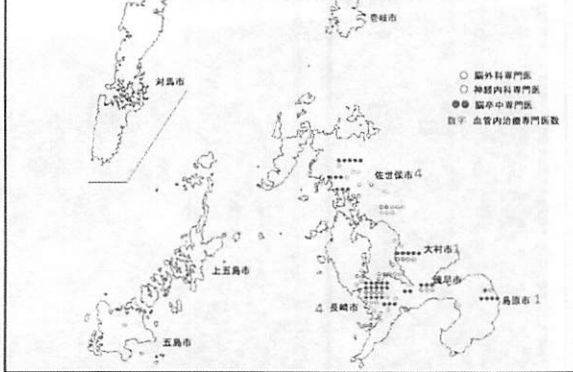 壱岐市
対馬市
○ 脳外科専門医
○ 神経内科専門医
●● 脳卒中専門医
数字 血管内治療専門医数
佐世保市 4
大村市 1
諫早市
上五島市
4 長崎市
島原市 1
五島市